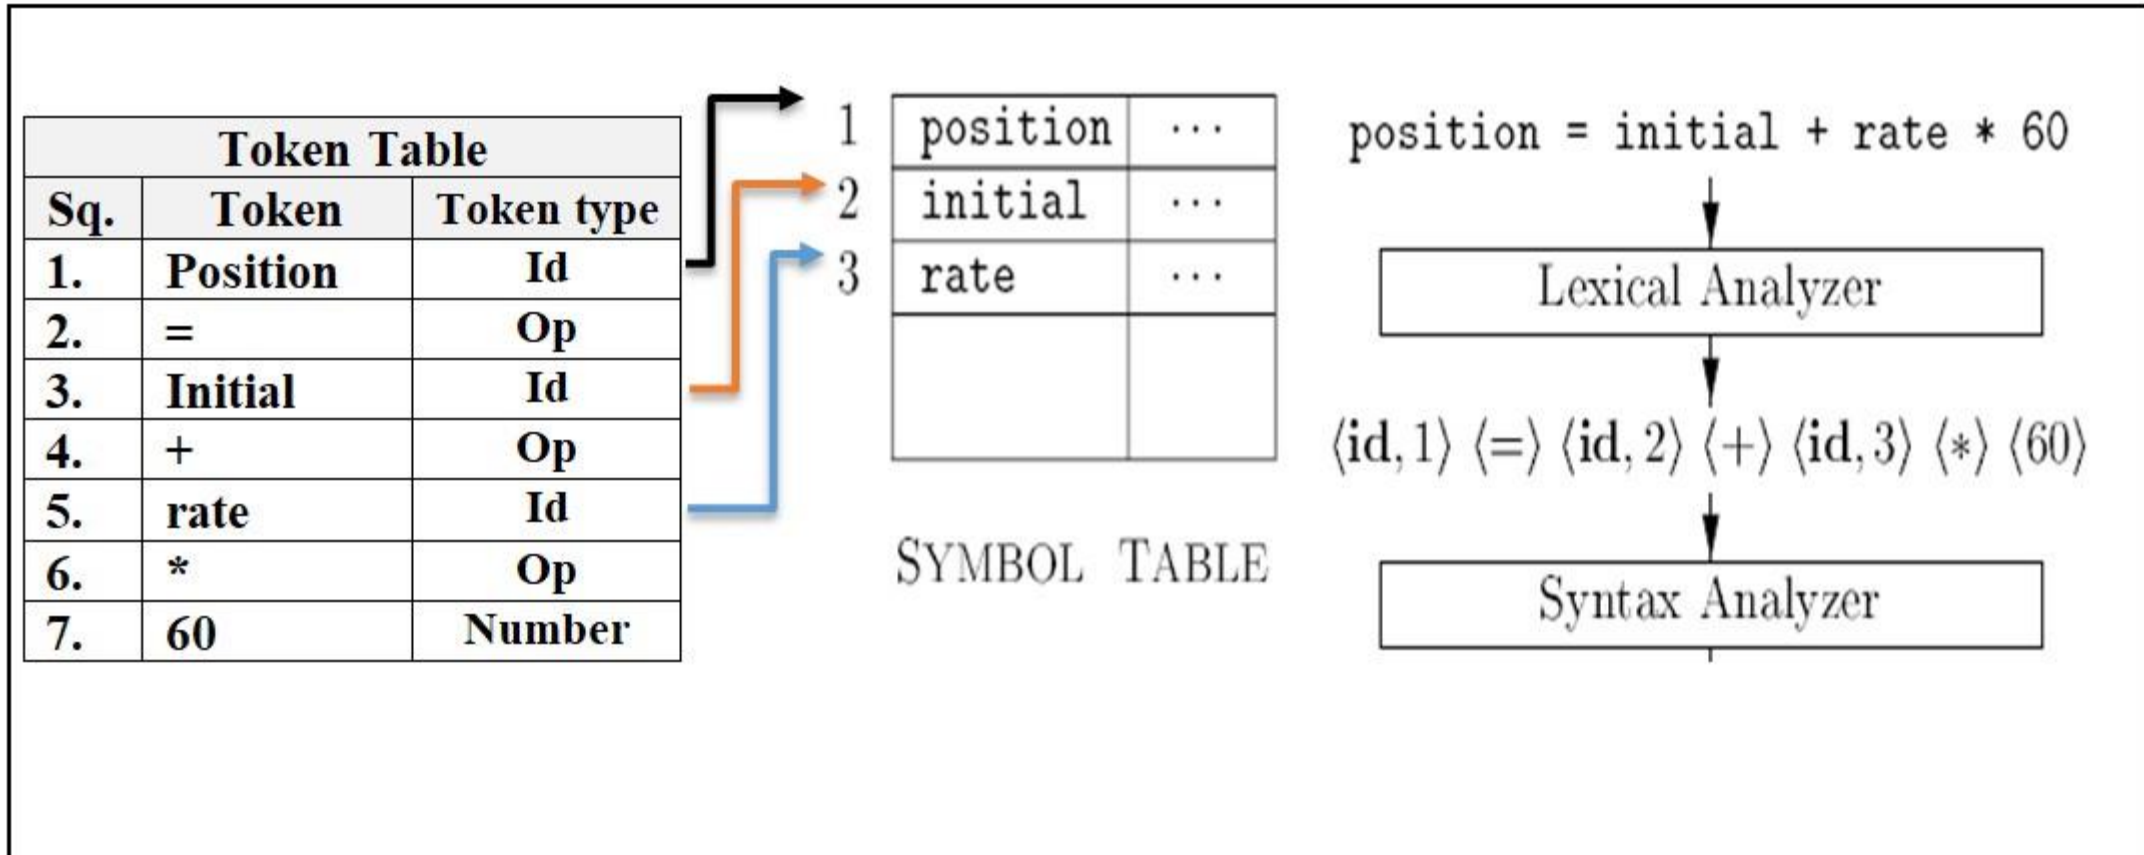 Token Table
Sq. Token Token type
1. Position Id
2. = Op
3. Initial Id
4. + Op
5. rate Id
6. * Op
7. 60 Number
1 position ...
2 initial ...
3 rate ...
SYMBOL TABLE
position = initial + rate * 60
Lexical Analyzer
⟨id, 1⟩ ⟨=⟩ ⟨id, 2⟩ ⟨+⟩ ⟨id, 3⟩ ⟨*⟩ ⟨60⟩
Syntax Analyzer